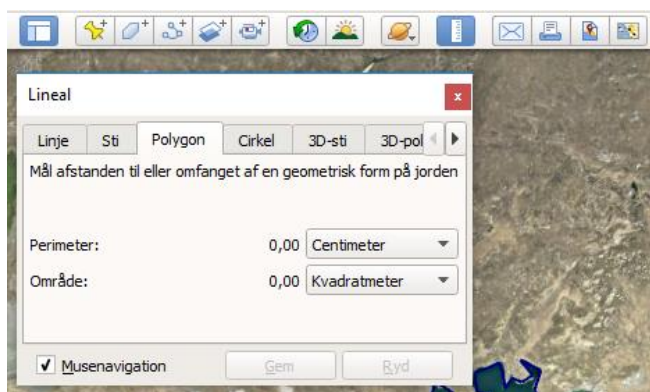 Lineal
x
Linje Sti Polygon Cirkel 3D-sti 3D-pol
Mål afstanden til eller omfanget af en geometrisk form på jorden
Perimeter: 0,00 Centimeter
Område: 0,00 Kvadratmeter
Musenavigation Gem Ryd